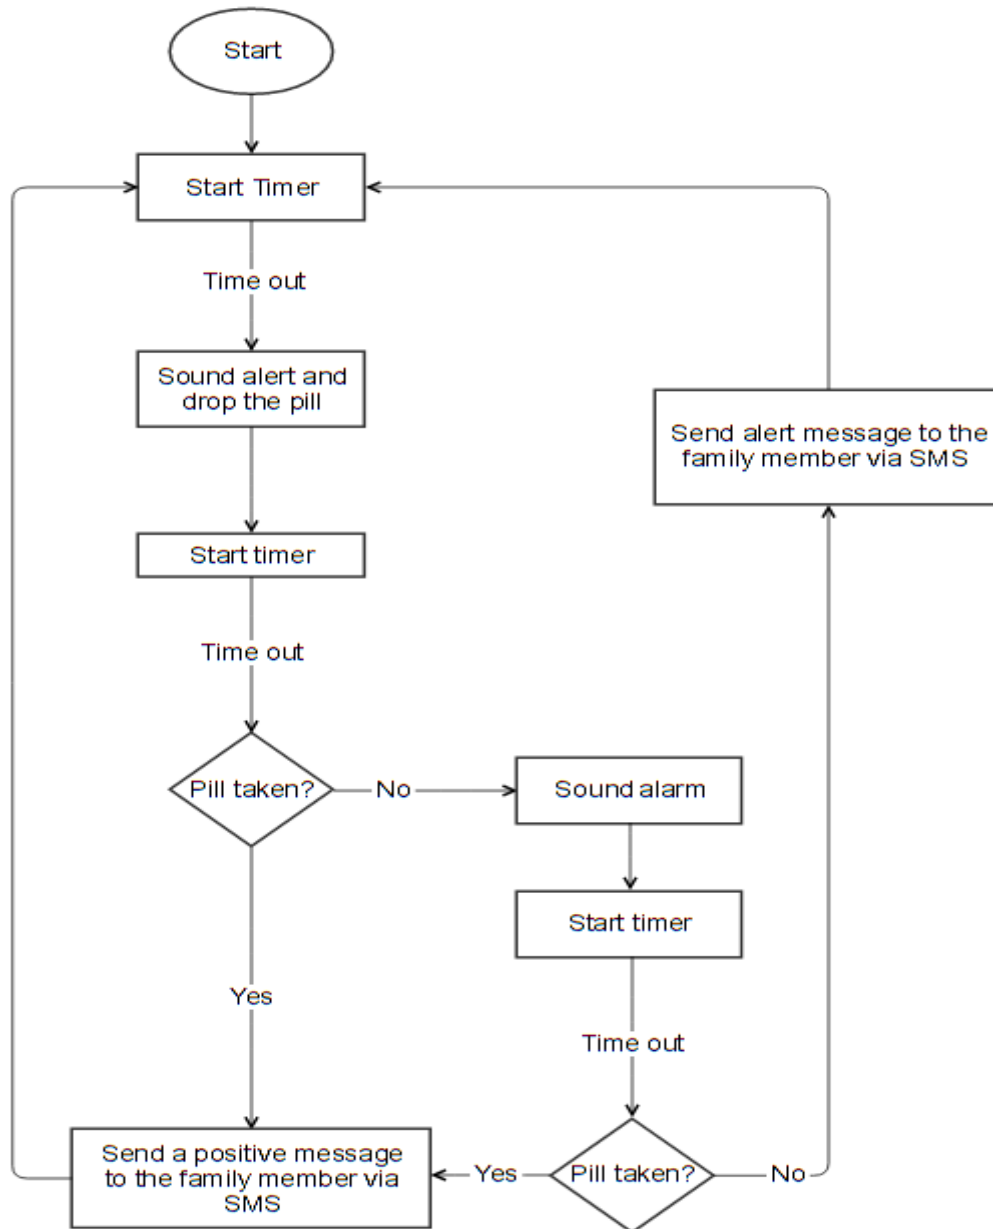 Start
Start Timer
Time out
Sound alert and
drop the pill
Send alert message to the
family member via SMS
Start timer
Time out
Pill taken?
No
Sound alarm
Start timer
Yes
Time out
Send a positive message
to the family member via
SMS
Yes
Pill taken?
No